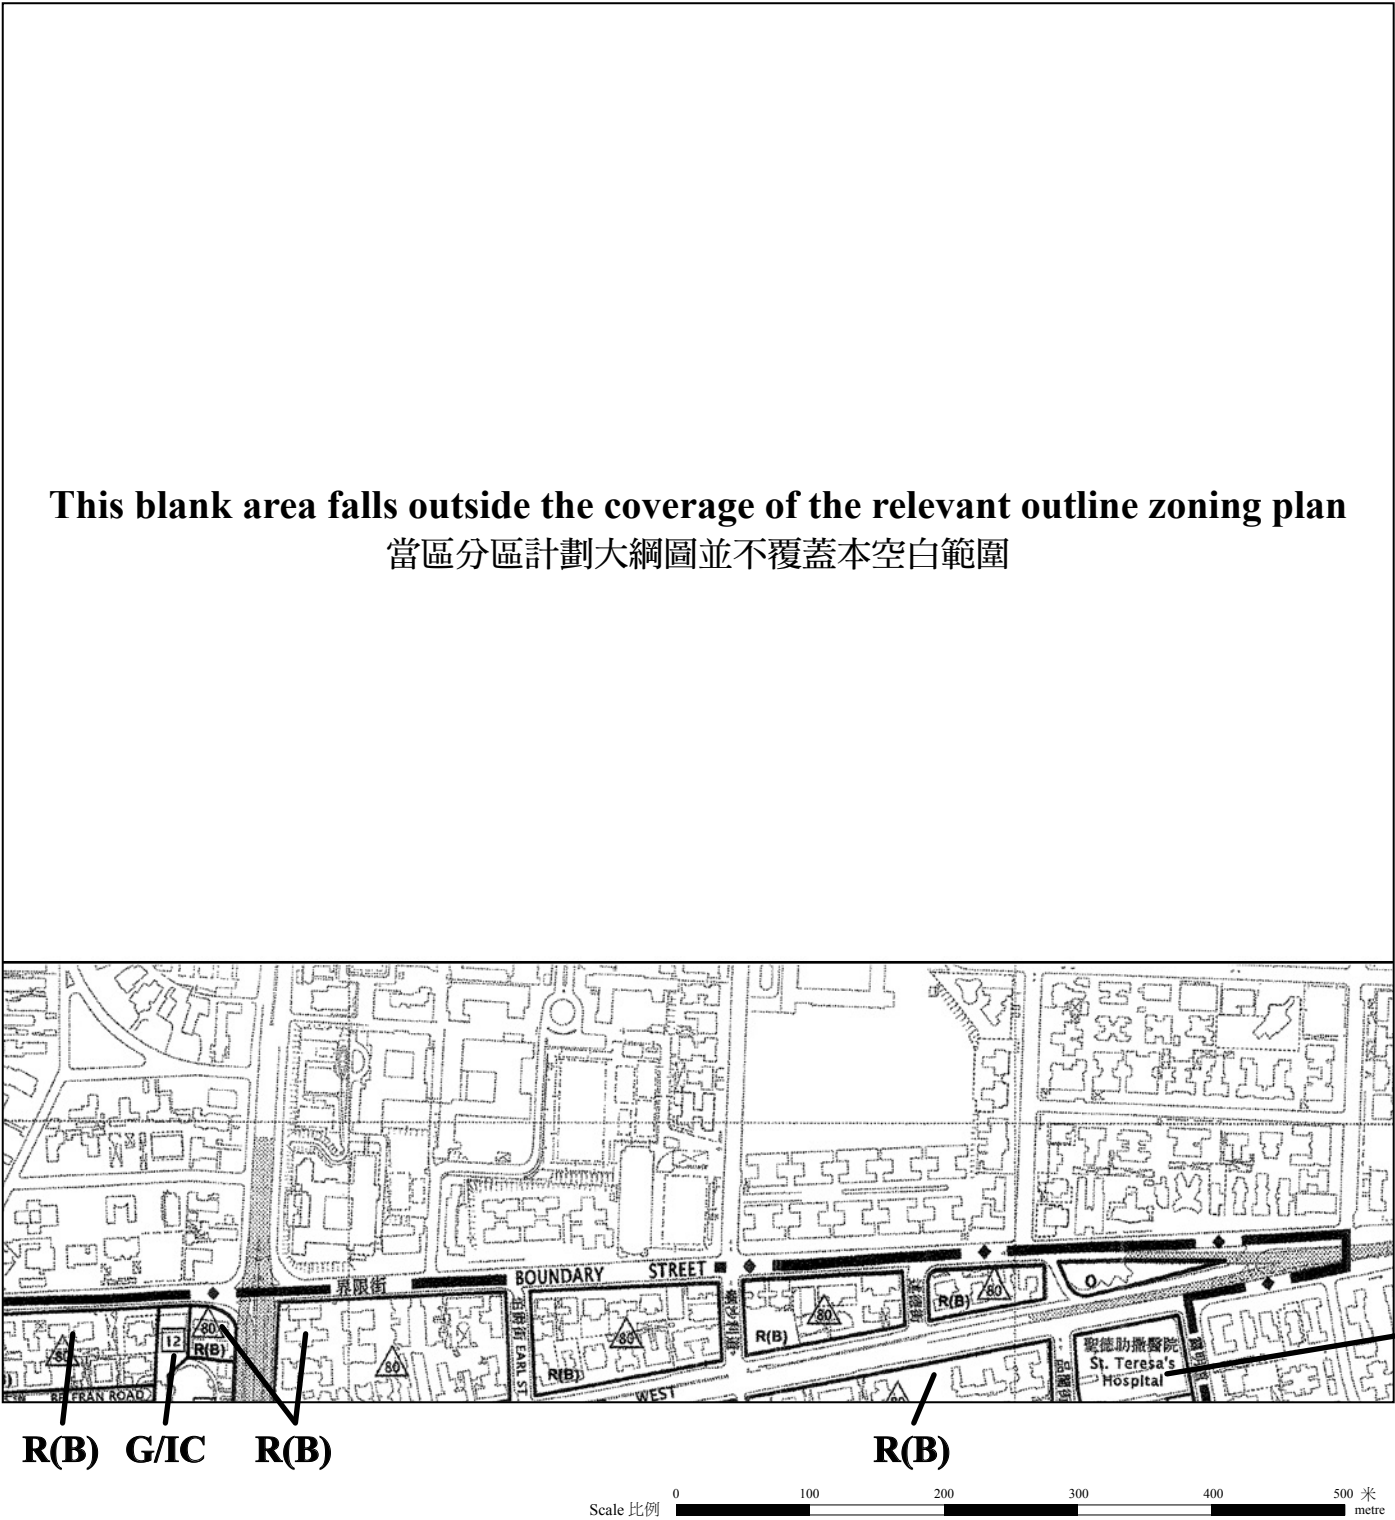 This blank area falls outside the coverage of the relevant outline zoning plan
當區分區計劃大綱圖並不覆蓋本空白範圍
界限街
BOUNDARY STREET
80
R(B)
12
80
R(B)
80
EARL ST
80
R(B)
80
R(B)
80
O
BELFRAN ROAD
WEST
R(B)
80
聖德肋撒醫院
St. Teresa's
Hospital
R(B) G/IC R(B) R(B)
Scale 比例 0 100 200 300 400 500 米
metre